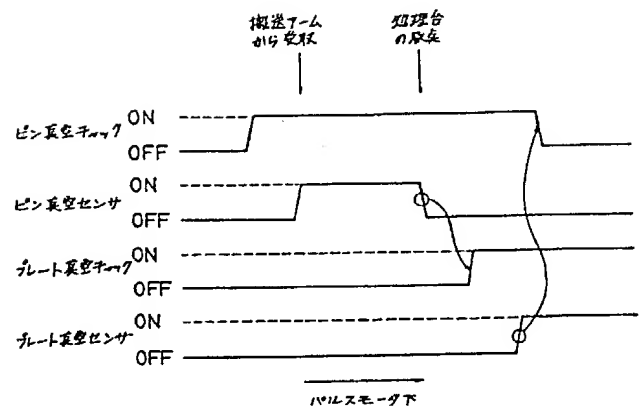 搬送アーム
から受取
処理台
の放置
ピン真空チャック ON
OFF
ピン真空センサ ON
OFF
プレート真空チャック ON
OFF
プレート真空センサ ON
OFF
パルスモータ下